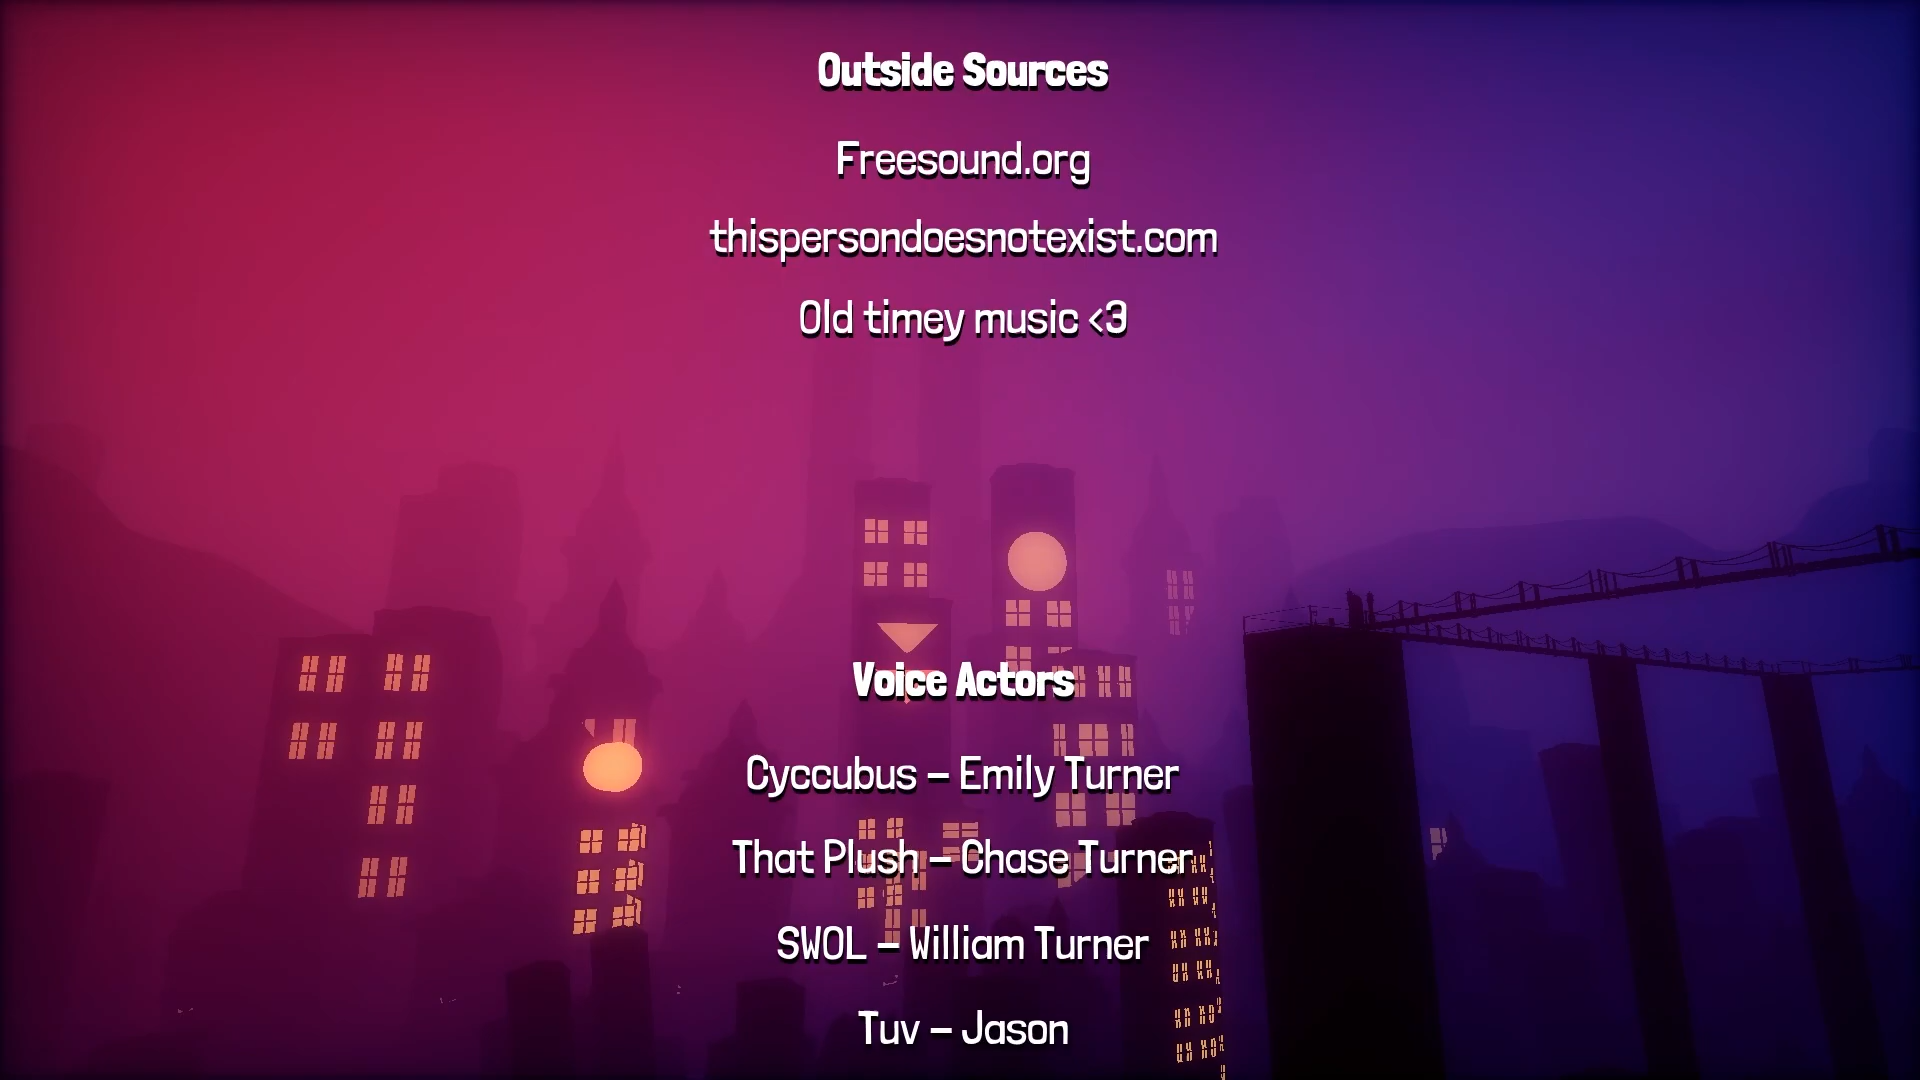 Outside Sources
Freesound.org
thispersondoesnotexist.com
Old timey music <3
Voice Actors
Cyccubus – Emily Turner
That Plush – Chase Turner
SWOL – William Turner
Tuv – Jason